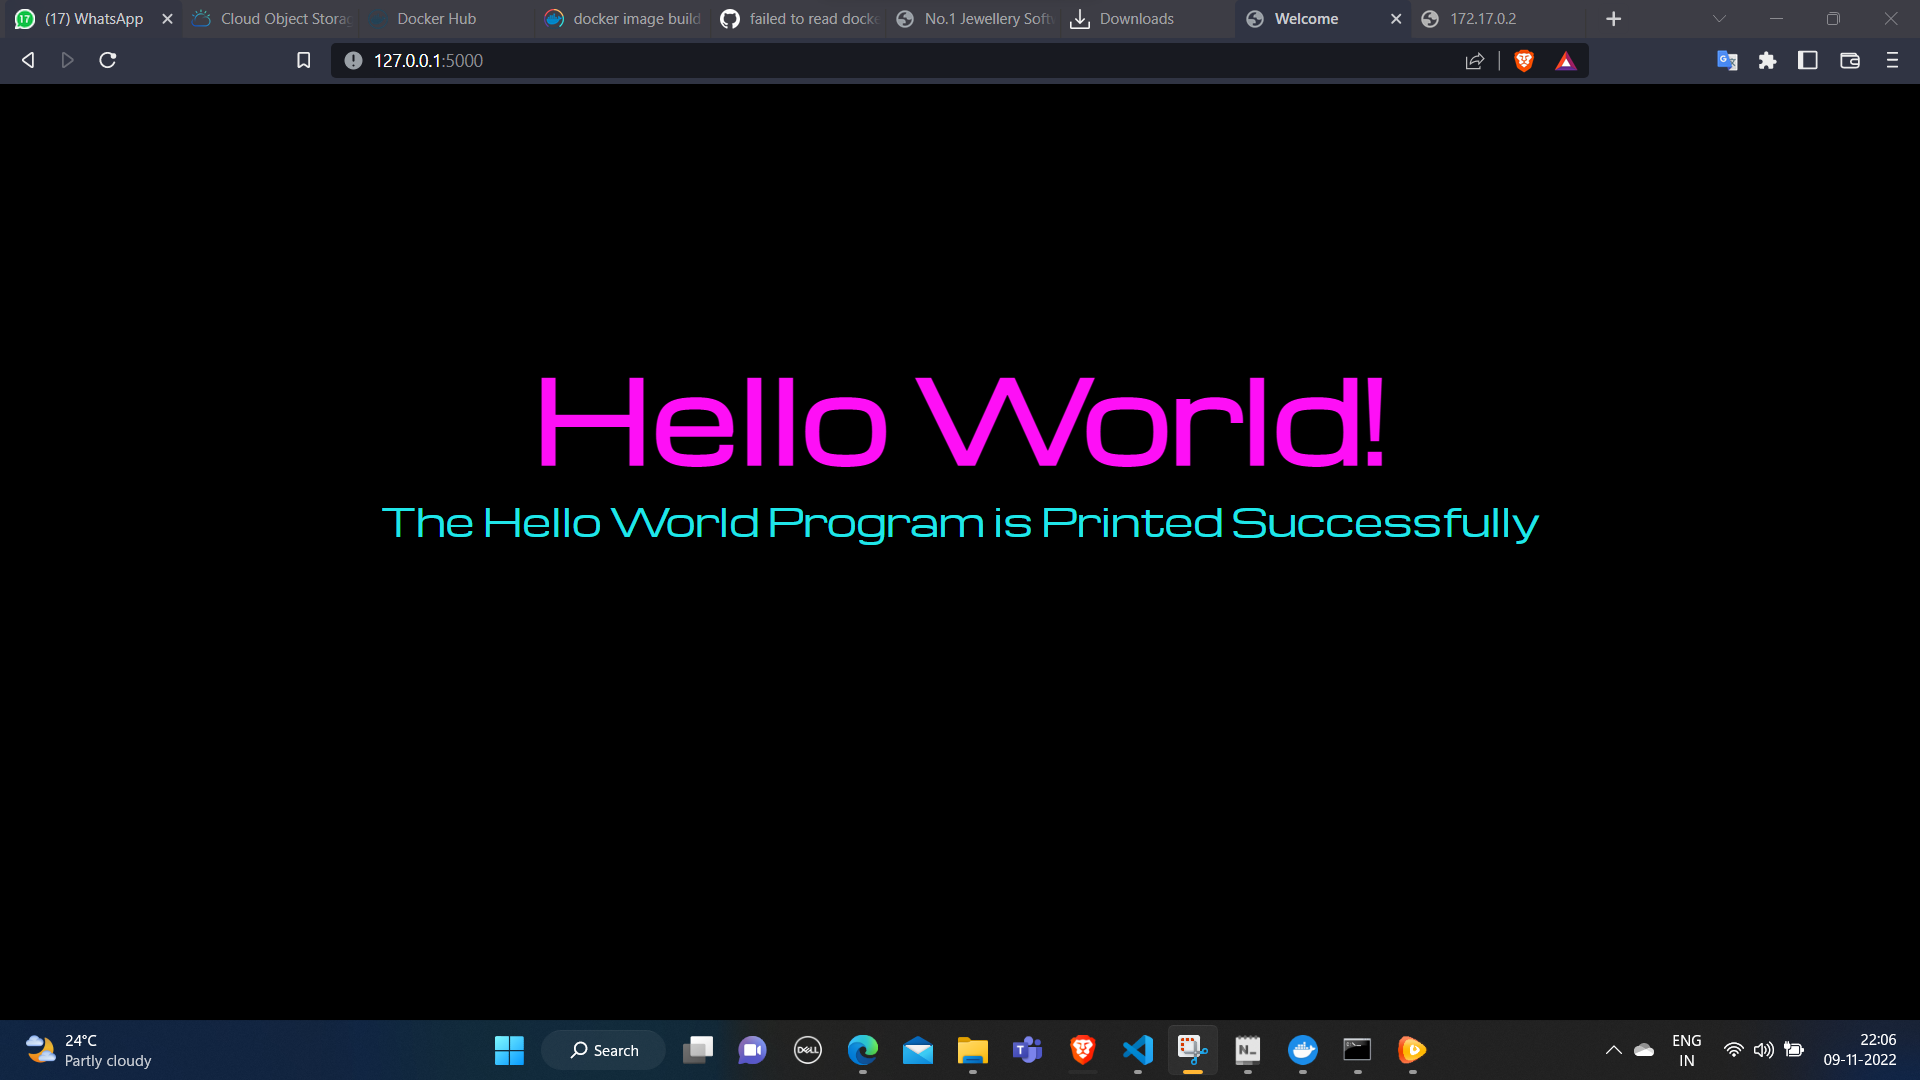 (17) WhatsApp
Cloud Object Storag
Docker Hub
docker image build
failed to read docke
No.1 Jewellery Softw
Downloads
Welcome
172.17.0.2
127.0.0.1:5000
Hello World!
The Hello World Program is Printed Successfully
24°C
Partly cloudy
Search
DELL
ENG
IN
22:06
09-11-2022